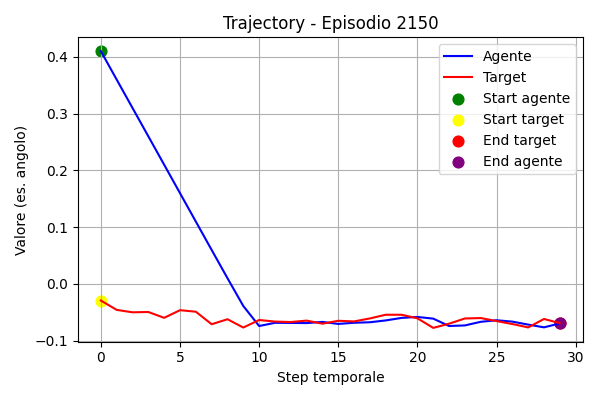 Trajectory - Episodio 2150
Valore (es. angolo)
0.4
0.3
0.2
0.1
0.0
−0.1
0
5
10
15
20
25
30
Step temporale
Agente
Target
Start agente
Start target
End target
End agente